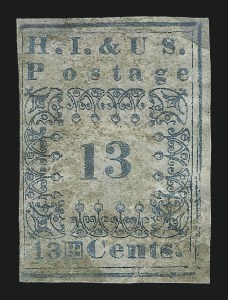 H. I. & U S.
Postage
13
13 Cents.